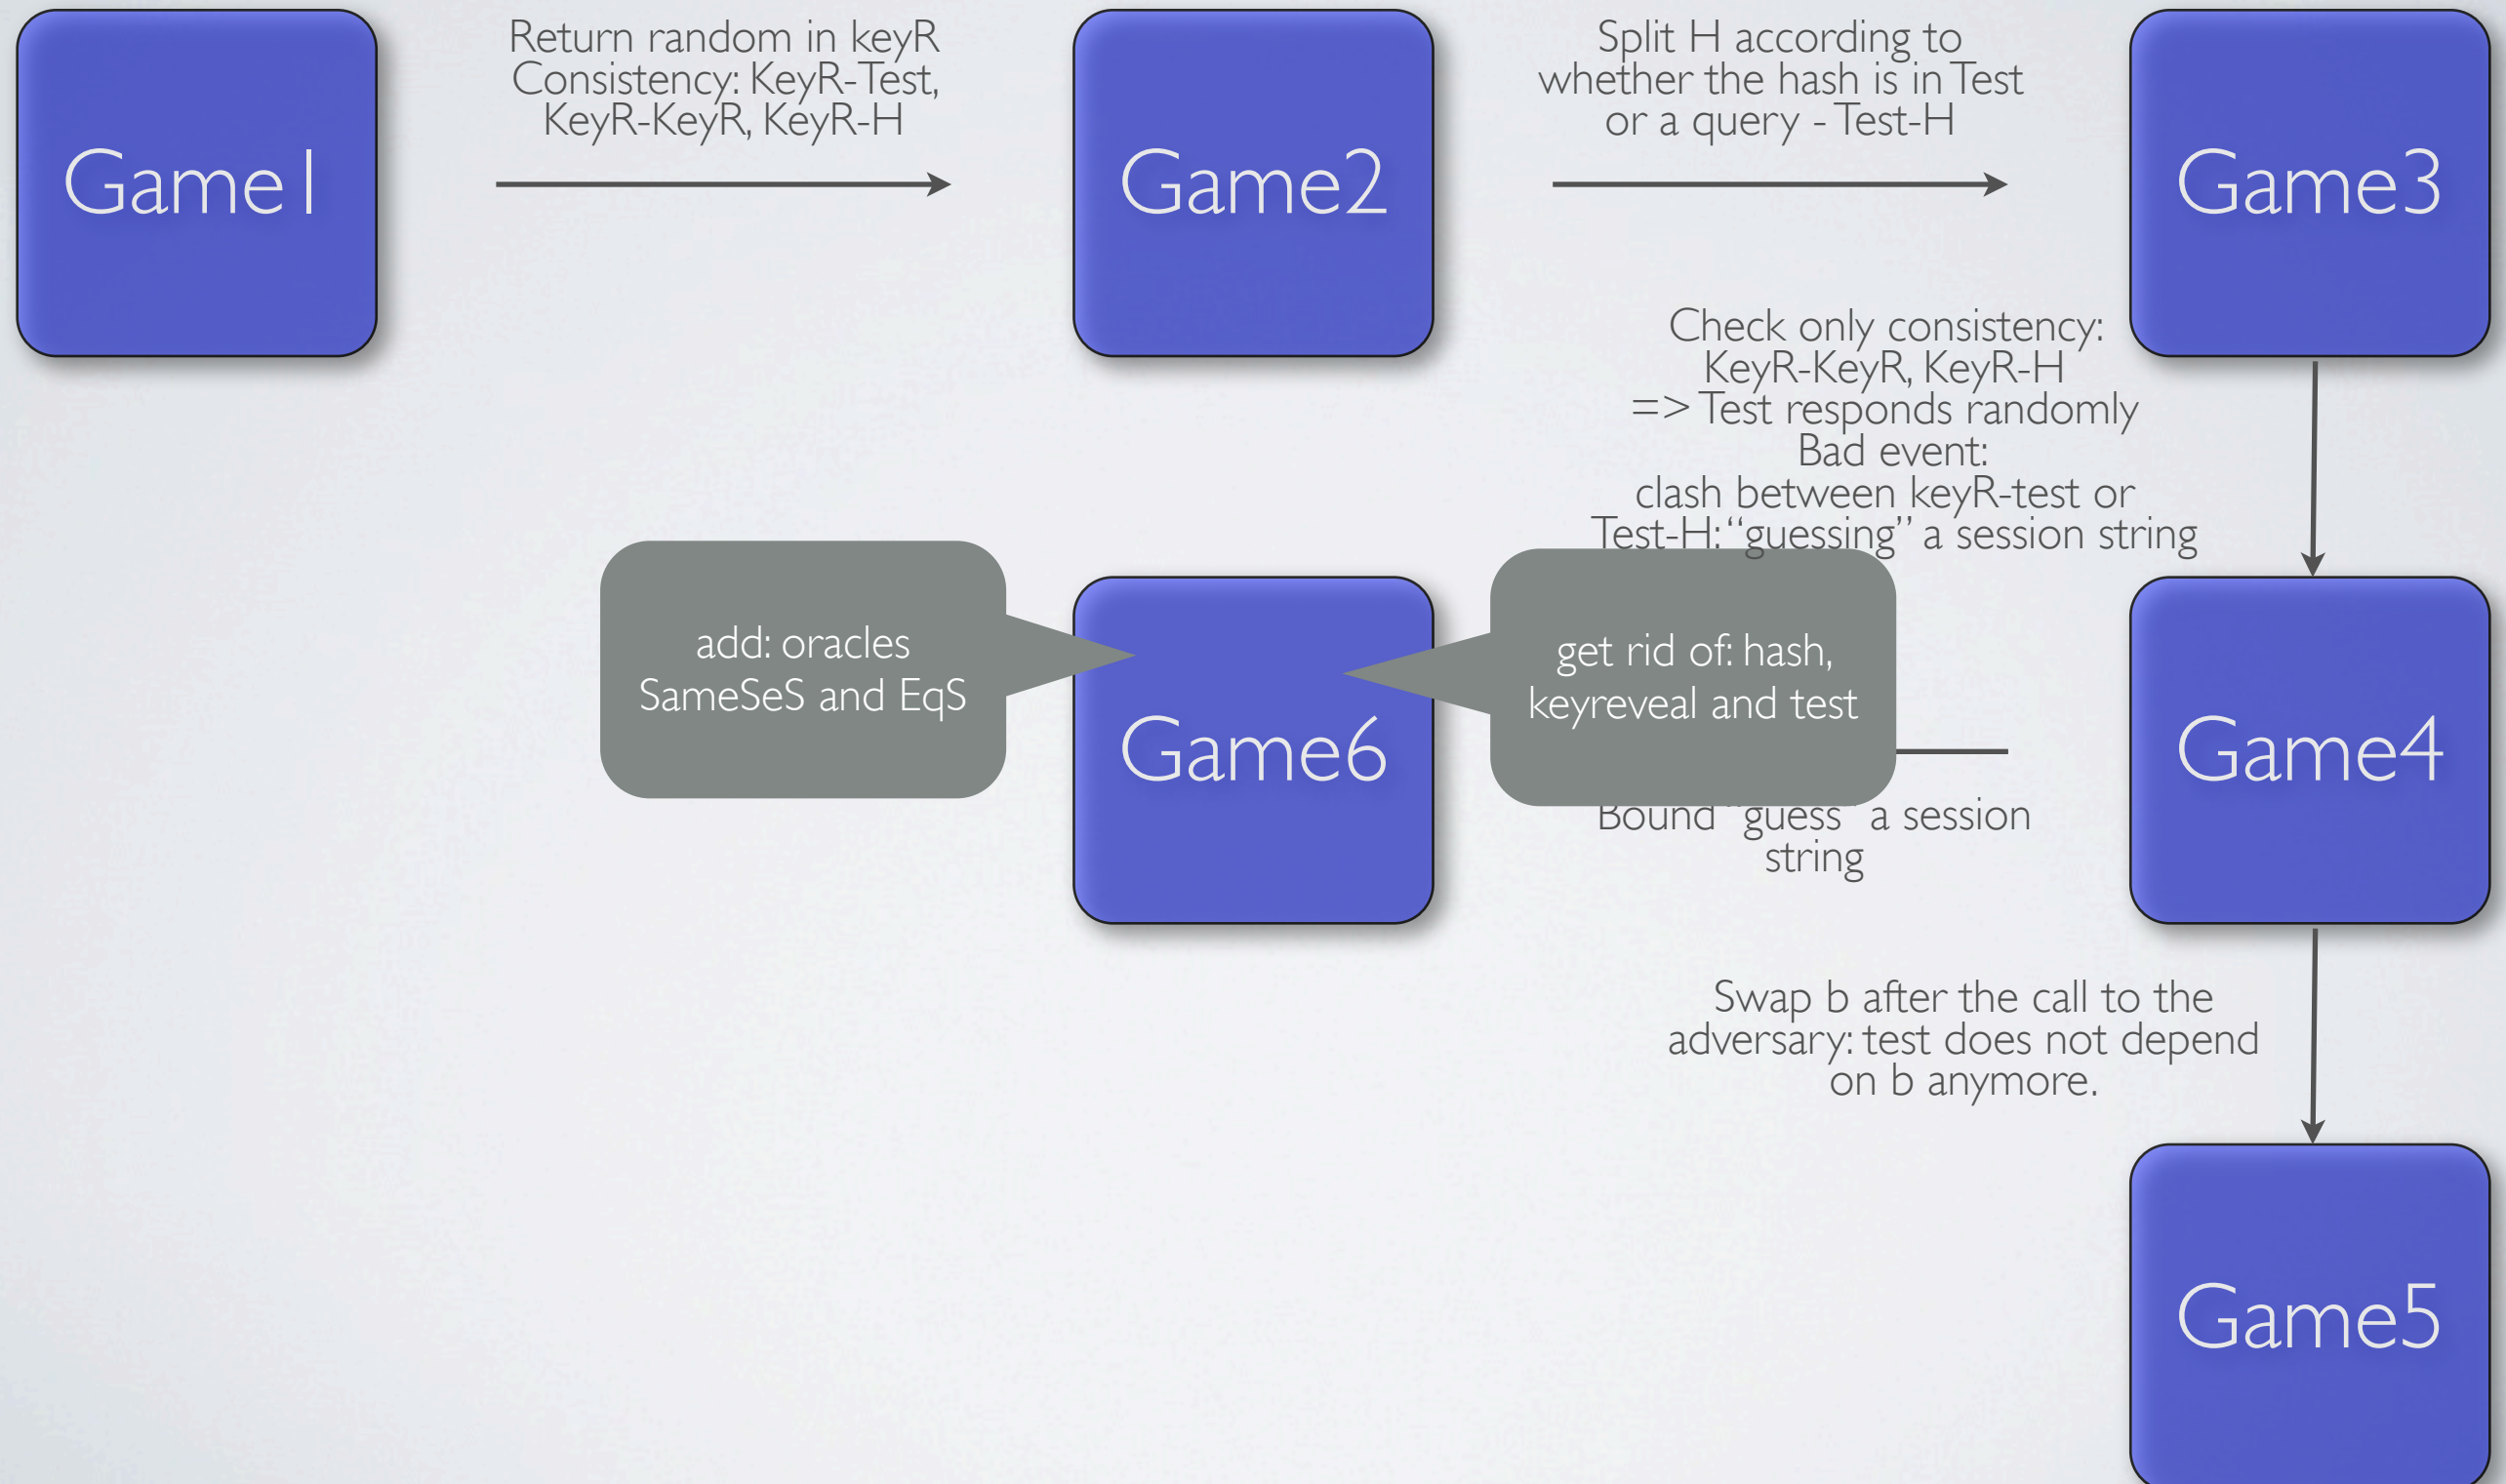 Game1
Return random in keyR
Consistency: KeyR-Test,
KeyR-KeyR, KeyR-H
Game2
Split H according to
whether the hash is in Test
or a query - Test-H
Game3
Check only consistency:
KeyR-KeyR, KeyR-H
=> Test responds randomly
Bad event:
clash between keyR-test or
Test-H: “guessing” a session string
add: oracles
SameSeS and EqS
Game6
get rid of: hash,
keyreveal and test
Game4
Bound “guess” a session
string
Swap b after the call to the
adversary: test does not depend
on b anymore.
Game5